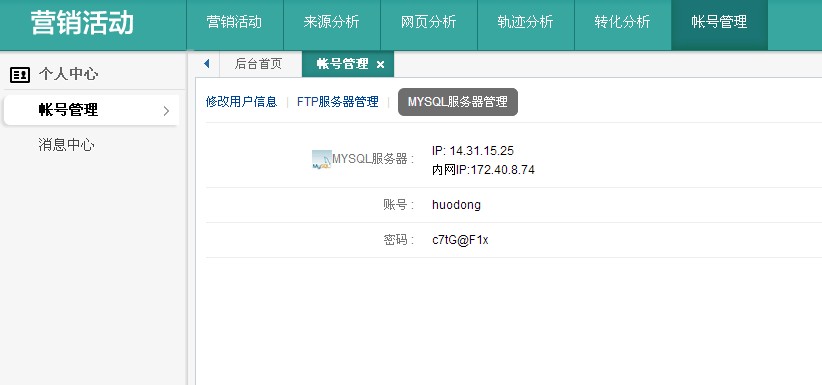 营销活动
营销活动 来源分析 网页分析 轨迹分析 转化分析 帐号管理
个人中心
帐号管理
消息中心
后台首页 帐号管理 ×
修改用户信息 | FTP服务器管理 | MYSQL服务器管理
MYSQL服务器： IP: 14.31.15.25
内网IP:172.40.8.74
账号： huodong
密码： c7tG@F1x